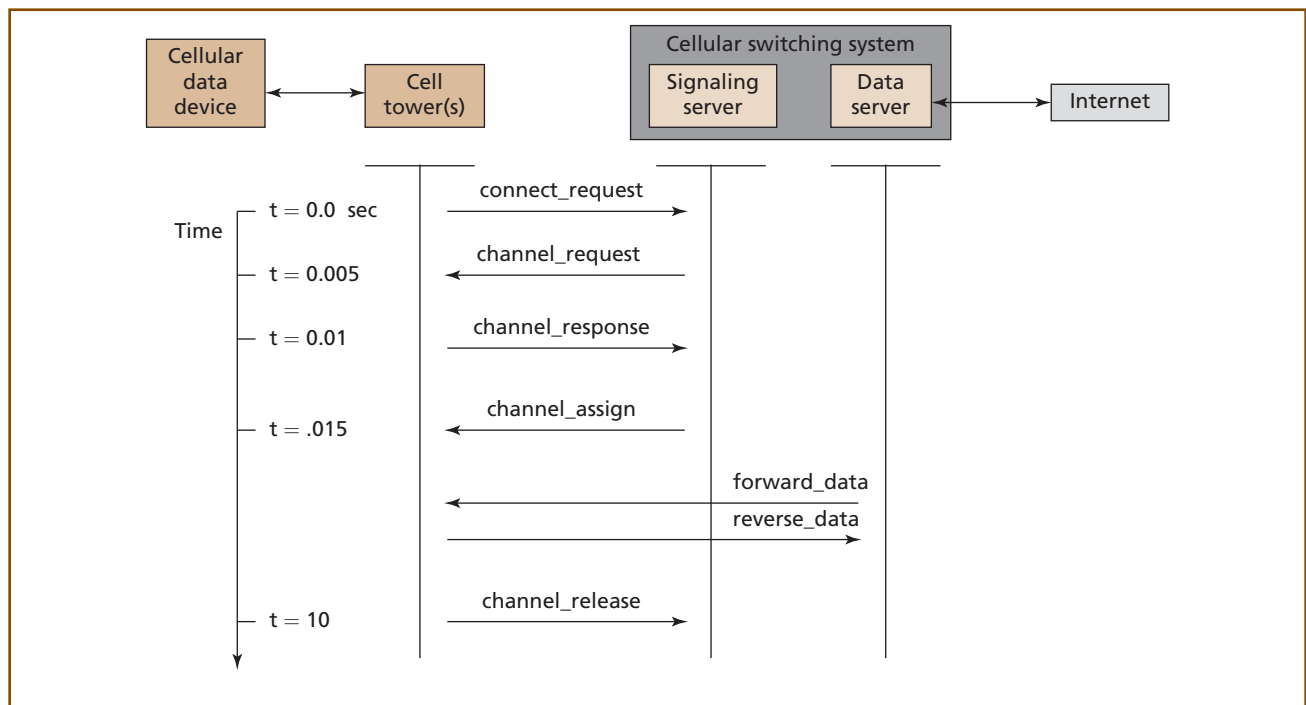 Cellular switching system
Cellular
data
device
Cell
tower(s)
Signaling
server
Data
server
Internet
connect_request
t = 0.0 sec
Time
channel_request
t = 0.005
channel_response
t = 0.01
channel_assign
t = .015
forward_data
reverse_data
channel_release
t = 10